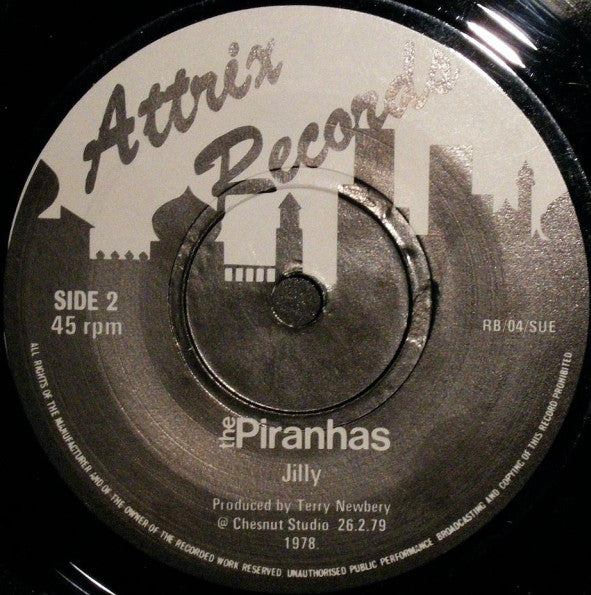 Attrix
Records
SIDE 2
45 rpm
RB/04/SUE
the Piranhas
Jilly
Produced by Terry Newbery
@ Chesnut Studio 26.2.79
1978.
ALL RIGHTS OF THE MANUFACTURER AND OF THE OWNER OF THE RECORDED WORK RESERVED. UNAUTHORISED PUBLIC PERFORMANCE BROADCASTING AND COPYING OF THIS RECORD PROHIBITED.